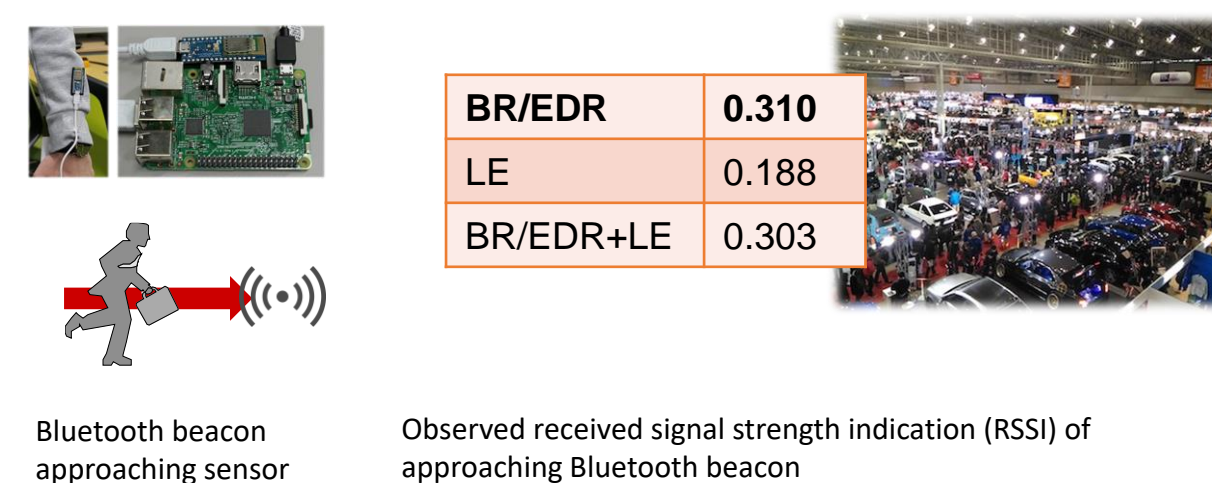 BR/EDR 0.310
LE 0.188
BR/EDR+LE 0.303
Bluetooth beacon
approaching sensor
Observed received signal strength indication (RSSI) of
approaching Bluetooth beacon